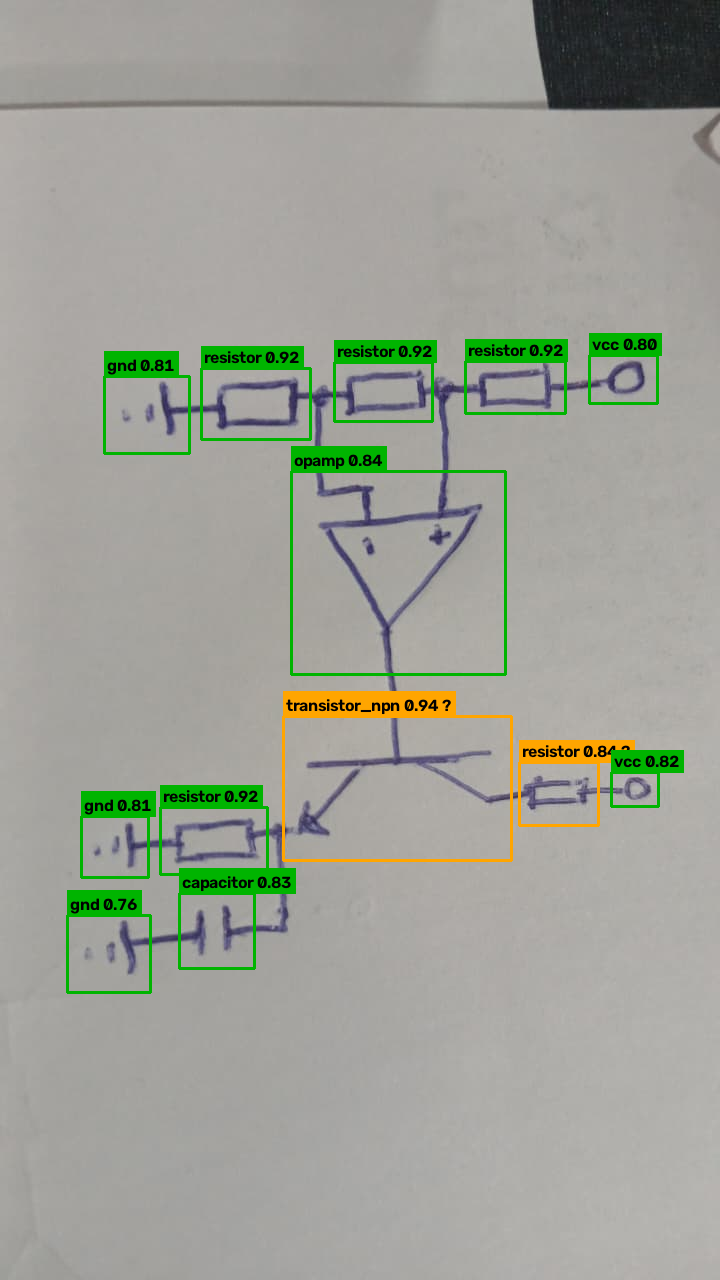 vcc 0.80
resistor 0.92
resistor 0.92
resistor 0.92
gnd 0.81
opamp 0.84
- +
transistor_npn 0.94 ?
resistor 0.84 ?
vcc 0.82
resistor 0.92
gnd 0.81
capacitor 0.83
gnd 0.76